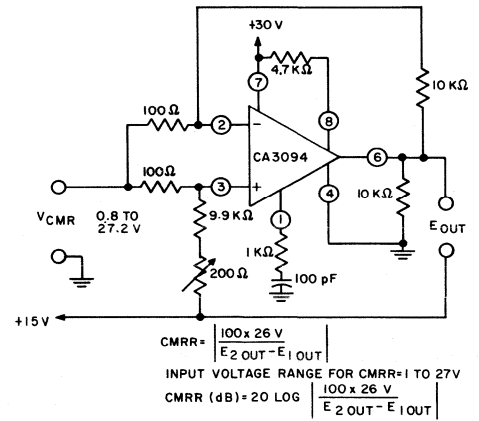 +30 V
4.7 KΩ
7
10 KΩ
100 Ω
2
−
8
CA3094
6
100 Ω
3
+
10 KΩ
4
V CMR
0.8 TO
27.2 V
9.9 KΩ
1
E OUT
1 KΩ
200 Ω
100 pF
+15 V
CMRR = | 100 x 26 V / E 2 OUT − E 1 OUT |
INPUT VOLTAGE RANGE FOR CMRR = 1 TO 27V
CMRR (dB) = 20 LOG | 100 x 26 V / E 2 OUT − E 1 OUT |